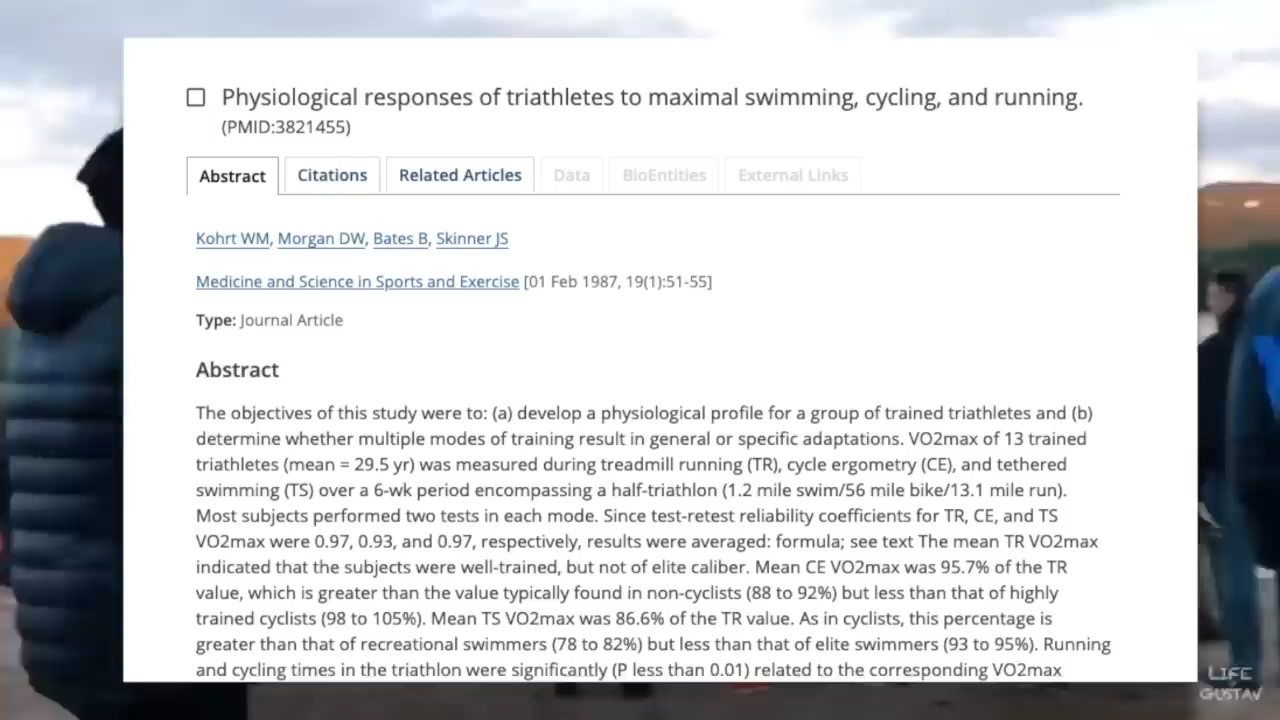 Physiological responses of triathletes to maximal swimming, cycling, and running.
(PMID:3821455)
Abstract
Citations
Related Articles
Data
BioEntities
External Links
Kohrt WM, Morgan DW, Bates B, Skinner JS
Medicine and Science in Sports and Exercise [01 Feb 1987, 19(1):51-55]
Type: Journal Article
Abstract
The objectives of this study were to: (a) develop a physiological profile for a group of trained triathletes and (b)
determine whether multiple modes of training result in general or specific adaptations. VO2max of 13 trained
triathletes (mean = 29.5 yr) was measured during treadmill running (TR), cycle ergometry (CE), and tethered
swimming (TS) over a 6-wk period encompassing a half-triathlon (1.2 mile swim/56 mile bike/13.1 mile run).
Most subjects performed two tests in each mode. Since test-retest reliability coefficients for TR, CE, and TS
VO2max were 0.97, 0.93, and 0.97, respectively, results were averaged: formula; see text The mean TR VO2max
indicated that the subjects were well-trained, but not of elite caliber. Mean CE VO2max was 95.7% of the TR
value, which is greater than the value typically found in non-cyclists (88 to 92%) but less than that of highly
trained cyclists (98 to 105%). Mean TS VO2max was 86.6% of the TR value. As in cyclists, this percentage is
greater than that of recreational swimmers (78 to 82%) but less than that of elite swimmers (93 to 95%). Running
and cycling times in the triathlon were significantly (P less than 0.01) related to the corresponding VO2max
LIFE
GUSTAV